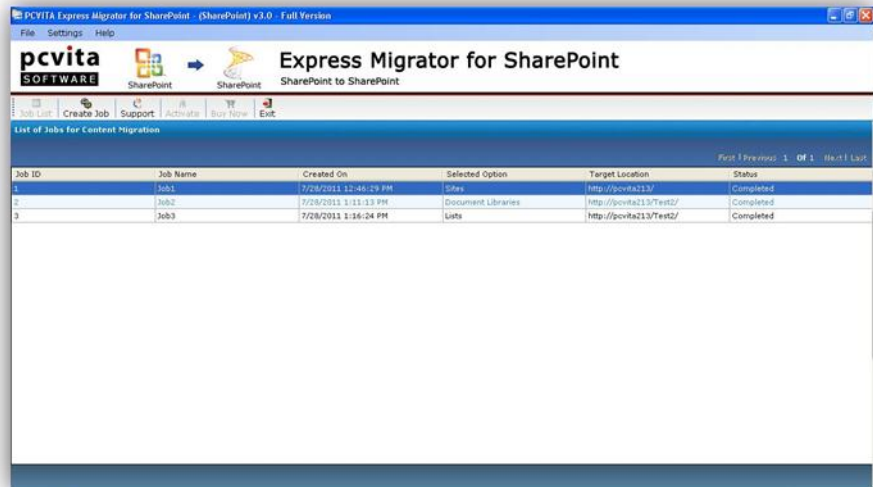 PCVITA Express Migrator for SharePoint - (SharePoint) v3.0 - Full Version
File Settings Help
pcvita
SOFTWARE
SharePoint SharePoint
Express Migrator for SharePoint
SharePoint to SharePoint
Job List Create Job Support Activate Buy Now Exit
List of Jobs for Content Migration
First | Previous 1 Of 1 Next | Last
Job ID Job Name Created On Selected Option Target Location Status
1 Job1 7/28/2011 12:46:29 PM Sites http://pcvita213/ Completed
2 Job2 7/28/2011 1:11:13 PM Document Libraries http://pcvita213/Test2/ Completed
3 Job3 7/28/2011 1:16:24 PM Lists http://pcvita213/Test2/ Completed